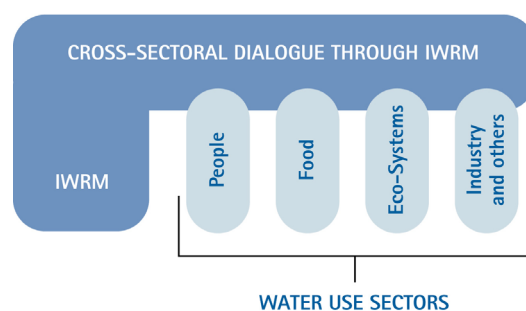 CROSS-SECTORAL DIALOGUE THROUGH IWRM
IWRM
People
Food
Eco-Systems
Industry
and others
WATER USE SECTORS